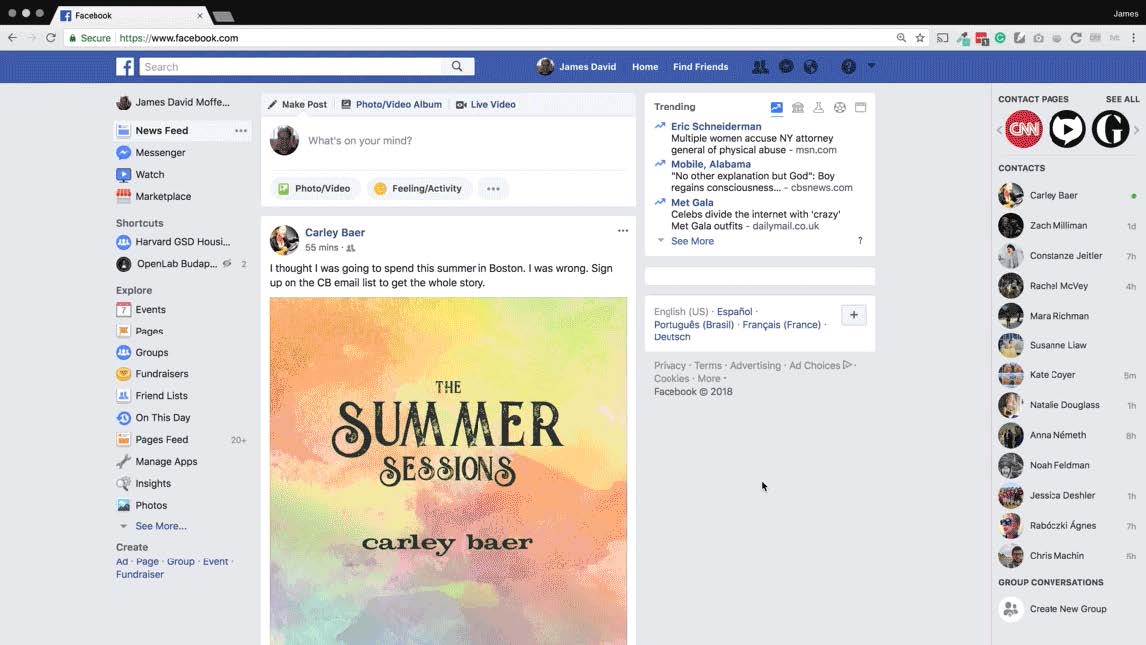 Facebook
James
Secure https://www.facebook.com
Search
James David Home Find Friends
James David Moffe...
News Feed
Messenger
Watch
Marketplace
Shortcuts
Harvard GSD Housi...
OpenLab Budap... 2
Explore
7 Events
Pages
Groups
Fundraisers
Friend Lists
On This Day
Pages Feed 20+
Manage Apps
Insights
Photos
See More...
Create
Ad · Page · Group · Event ·
Fundraiser
Make Post Photo/Video Album Live Video
What's on your mind?
Photo/Video Feeling/Activity
Carley Baer
55 mins ·
I thought I was going to spend this summer in Boston. I was wrong. Sign
up on the CB email list to get the whole story.
THE
SUMMER
SESSIONS
carley baer
Trending
Eric Schneiderman
Multiple women accuse NY attorney
general of physical abuse - msn.com
Mobile, Alabama
"No other explanation but God": Boy
regains consciousness... - cbsnews.com
Met Gala
Celebs divide the internet with 'crazy'
Met Gala outfits - dailymail.co.uk
See More ?
English (US) · Español ·
Português (Brasil) · Français (France) ·
Deutsch
Privacy · Terms · Advertising · Ad Choices ·
Cookies · More
Facebook © 2018
CONTACT PAGES SEE ALL
CNN G
CONTACTS
Carley Baer
Zach Milliman 1d
Constanze Jeitler 7h
Rachel McVey 4h
Mara Richman
Susanne Liaw
Kate Coyer 5m
Natalie Douglass 1h
Anna Németh 8h
Noah Feldman
Jessica Deshler 1h
Rabóczki Ágnes 7h
Chris Machin 5h
GROUP CONVERSATIONS
Create New Group